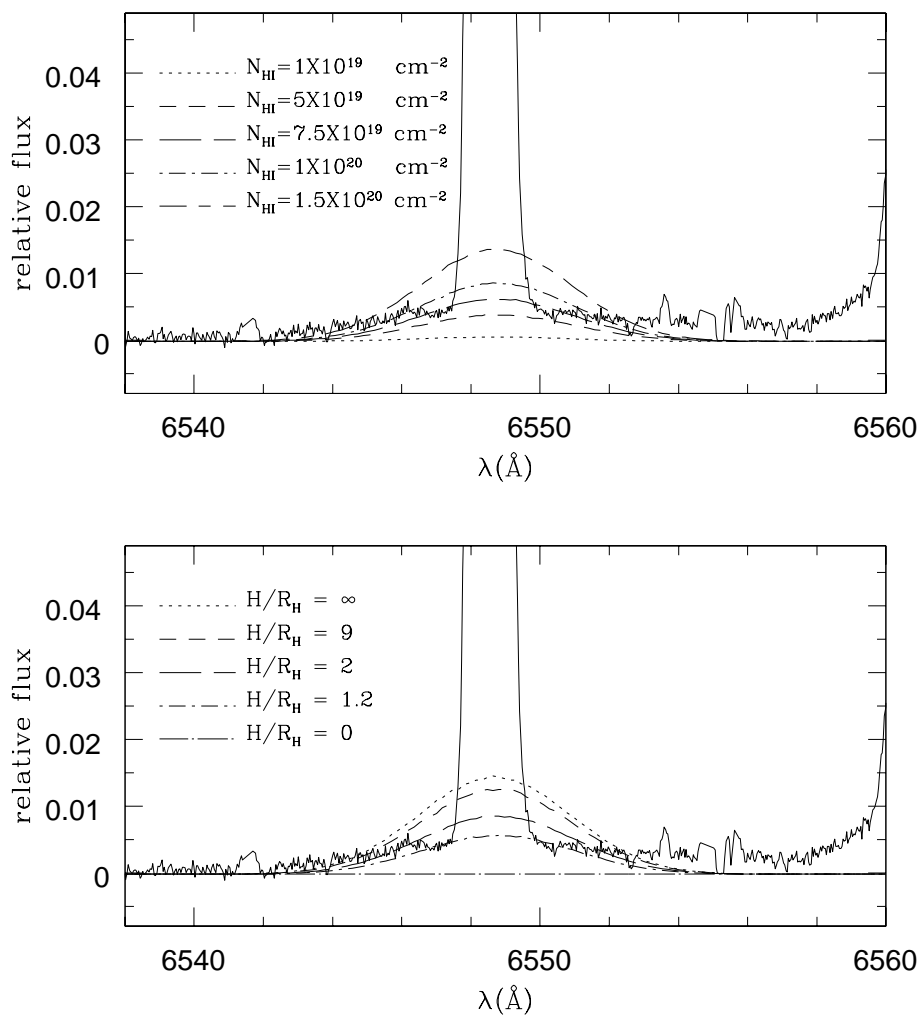 0.04
0.03
0.02
0.01
0
relative flux
N_HI=1X10^19 cm^-2
N_HI=5X10^19 cm^-2
N_HI=7.5X10^19 cm^-2
N_HI=1X10^20 cm^-2
N_HI=1.5X10^20 cm^-2
6540
6550
6560
λ(Å)
0.04
0.03
0.02
0.01
0
relative flux
H/R_H = ∞
H/R_H = 9
H/R_H = 2
H/R_H = 1.2
H/R_H = 0
6540
6550
6560
λ(Å)